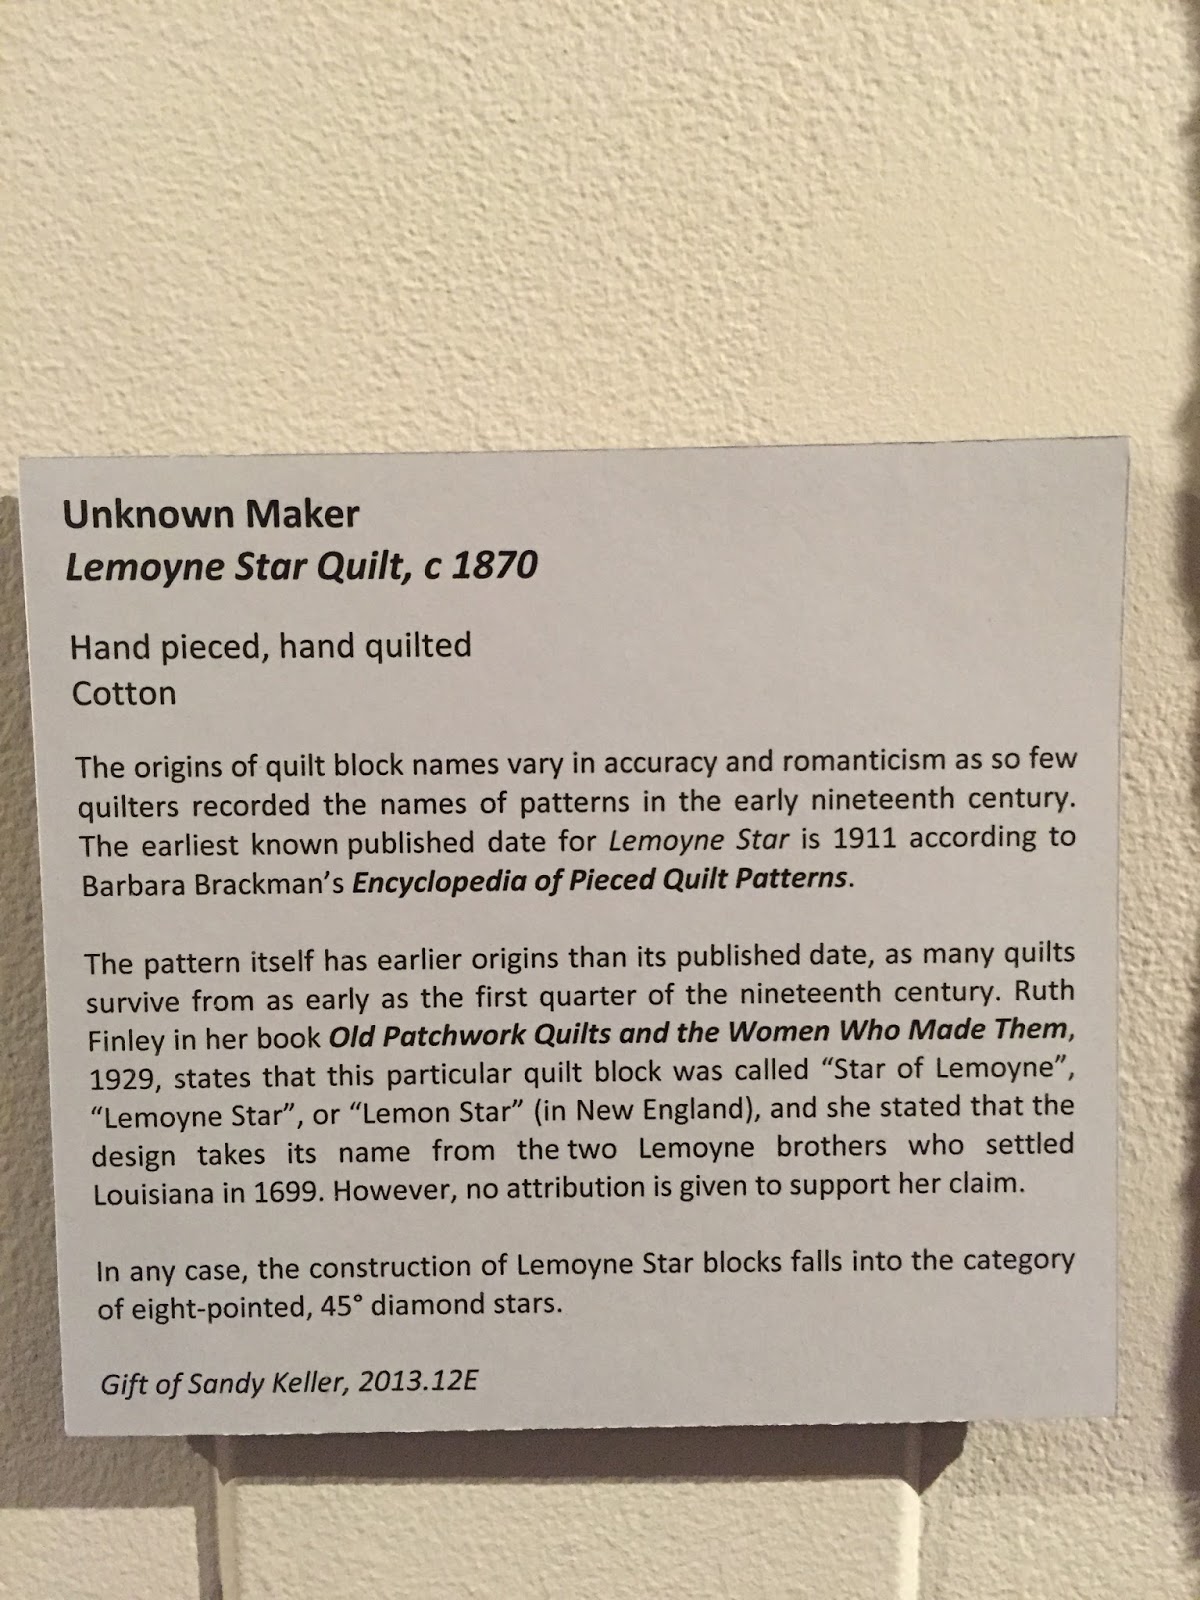 Unknown Maker
Lemoyne Star Quilt, c 1870
Hand pieced, hand quilted
Cotton
The origins of quilt block names vary in accuracy and romanticism as so few
quilters recorded the names of patterns in the early nineteenth century.
The earliest known published date for Lemoyne Star is 1911 according to
Barbara Brackman’s Encyclopedia of Pieced Quilt Patterns.
The pattern itself has earlier origins than its published date, as many quilts
survive from as early as the first quarter of the nineteenth century. Ruth
Finley in her book Old Patchwork Quilts and the Women Who Made Them,
1929, states that this particular quilt block was called “Star of Lemoyne”,
“Lemoyne Star”, or “Lemon Star” (in New England), and she stated that the
design takes its name from the two Lemoyne brothers who settled
Louisiana in 1699. However, no attribution is given to support her claim.
In any case, the construction of Lemoyne Star blocks falls into the category
of eight-pointed, 45° diamond stars.
Gift of Sandy Keller, 2013.12E